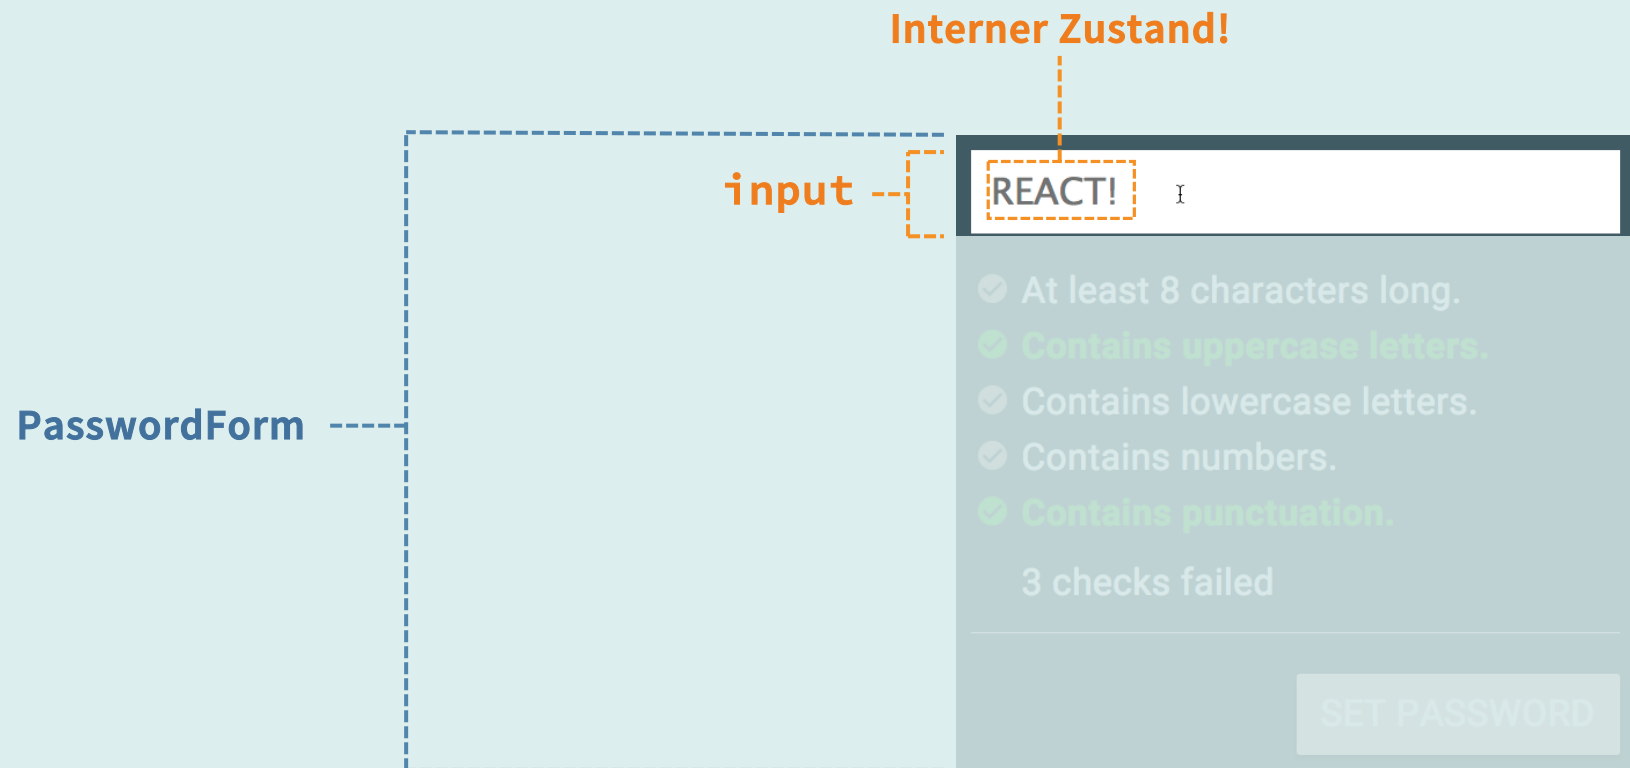 Interner Zustand!
input
REACT!
At least 8 characters long.
Contains uppercase letters.
Contains lowercase letters.
PasswordForm
Contains numbers.
Contains punctuation.
3 checks failed
SET PASSWORD